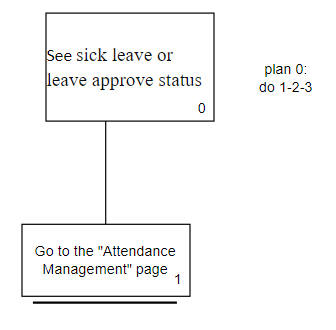 See sick leave or
leave approve status
0
plan 0:
do 1-2-3
Go to the "Attendance
Management" page
1